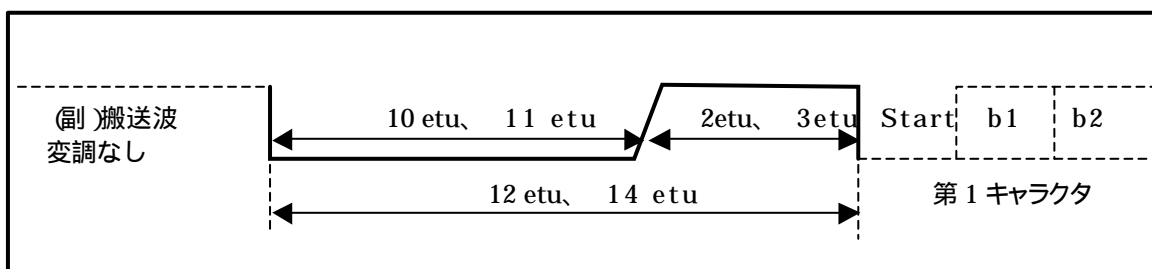 (副)搬送波
変調なし
10 etu、 11 etu
2etu、 3etu
Start
b1
b2
12 etu、 14 etu
第1キャラクタ